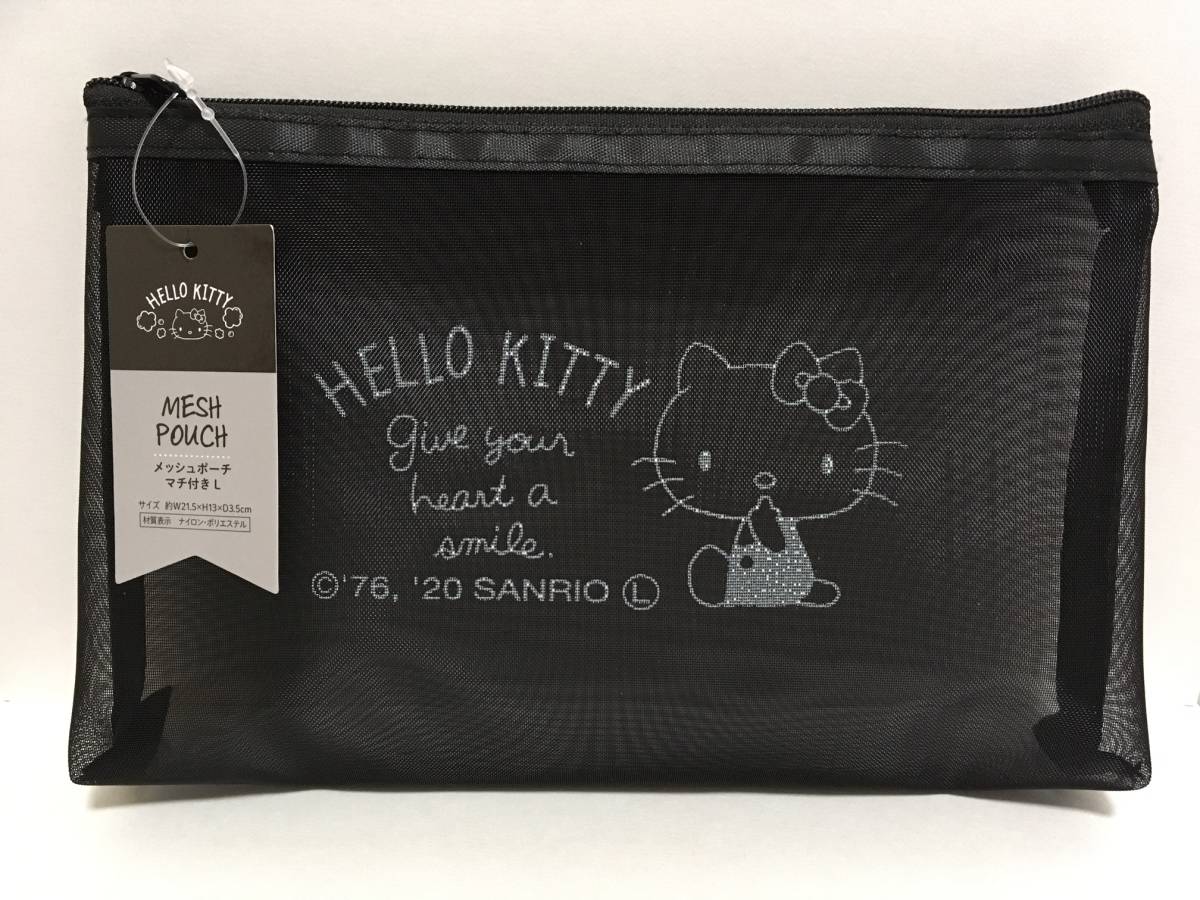 HELLO KITTY
MESH
POUCH
メッシュポーチ
マチ付き L
サイズ 約W21.5×H13×D3.5cm
材質表示 ナイロン・ポリエステル
HELLO KITTY
give your
heart a
smile.
©'76, '20 SANRIO Ⓛ